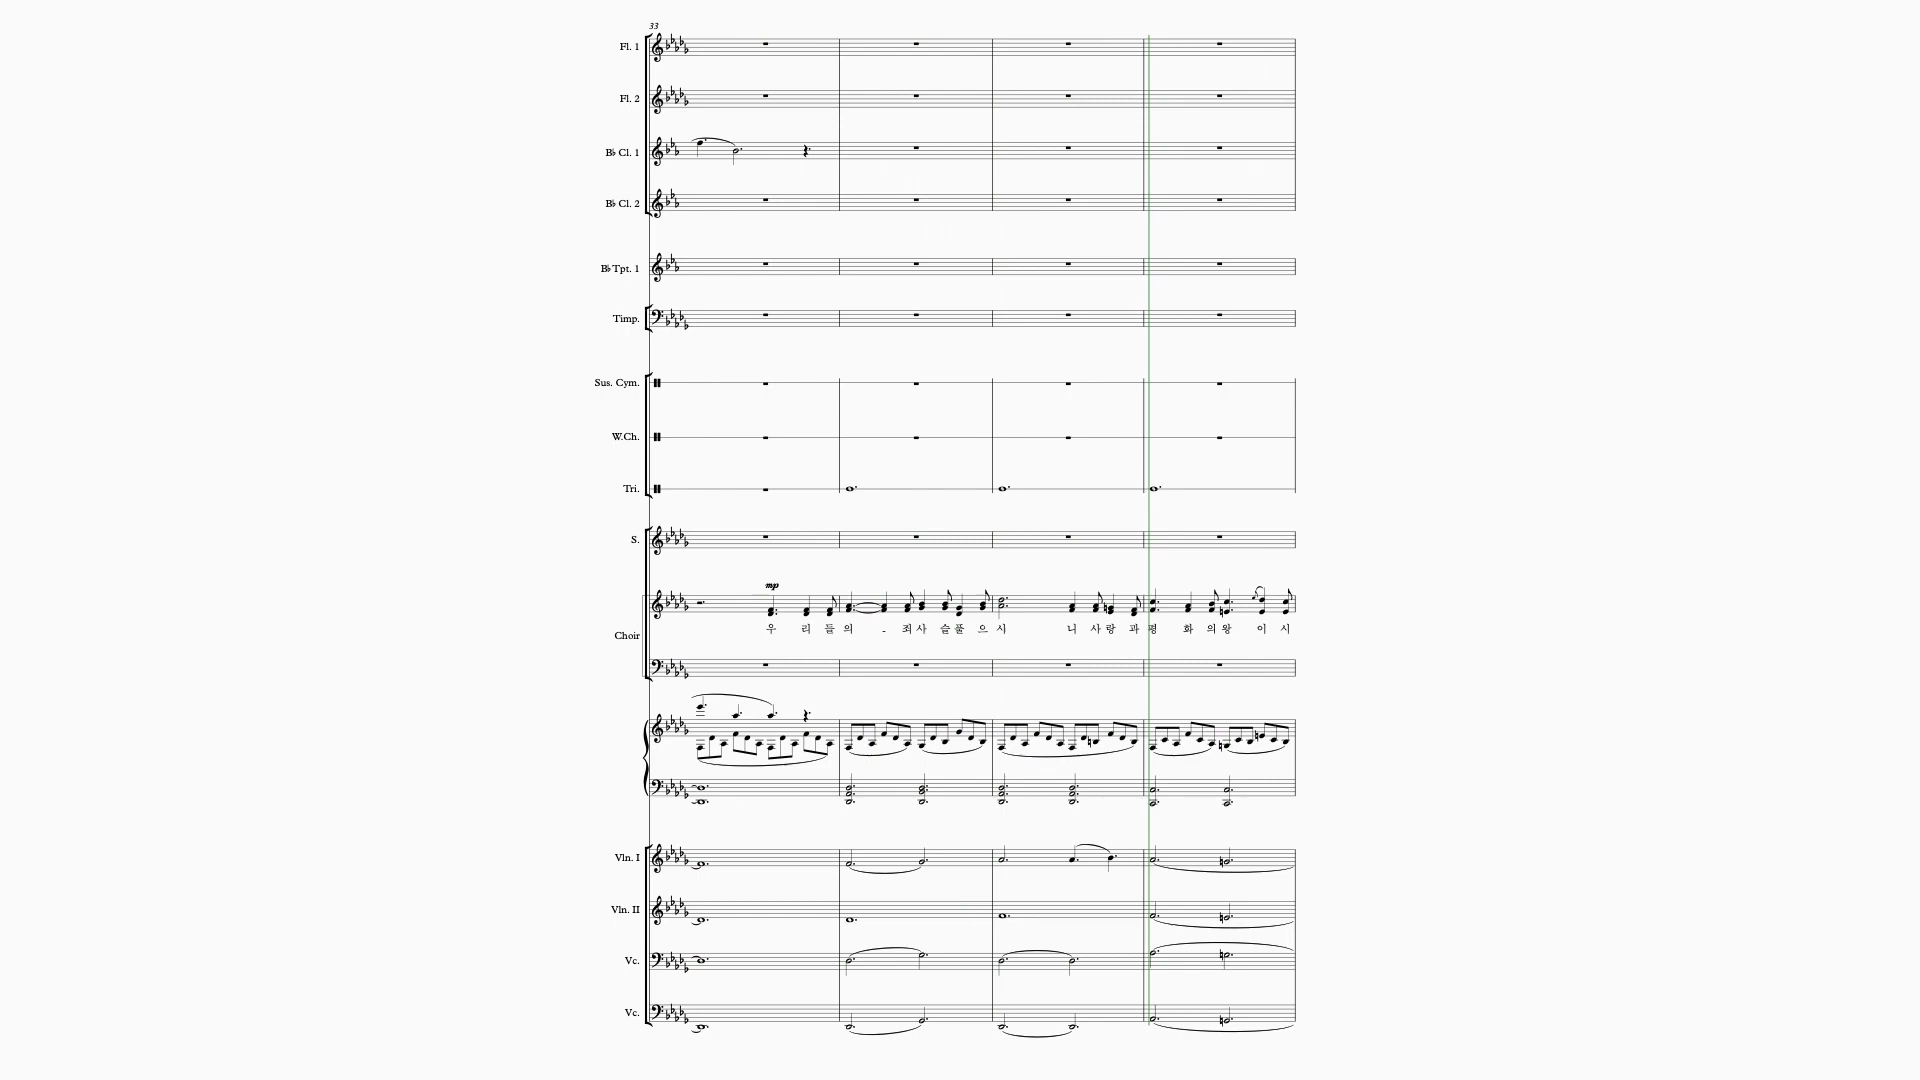 33
Fl. 1
Fl. 2
B♭ Cl. 1
B♭ Cl. 2
B♭ Tpt. 1
Timp.
Sus. Cym.
W.Ch.
Tri.
S.
mp
우 리 들 의 - 죄 사 슬 풀 으 시 니 사 랑 과 평 화 의 왕 이 시
Choir
Vln. I
Vln. II
Vc.
Vc.